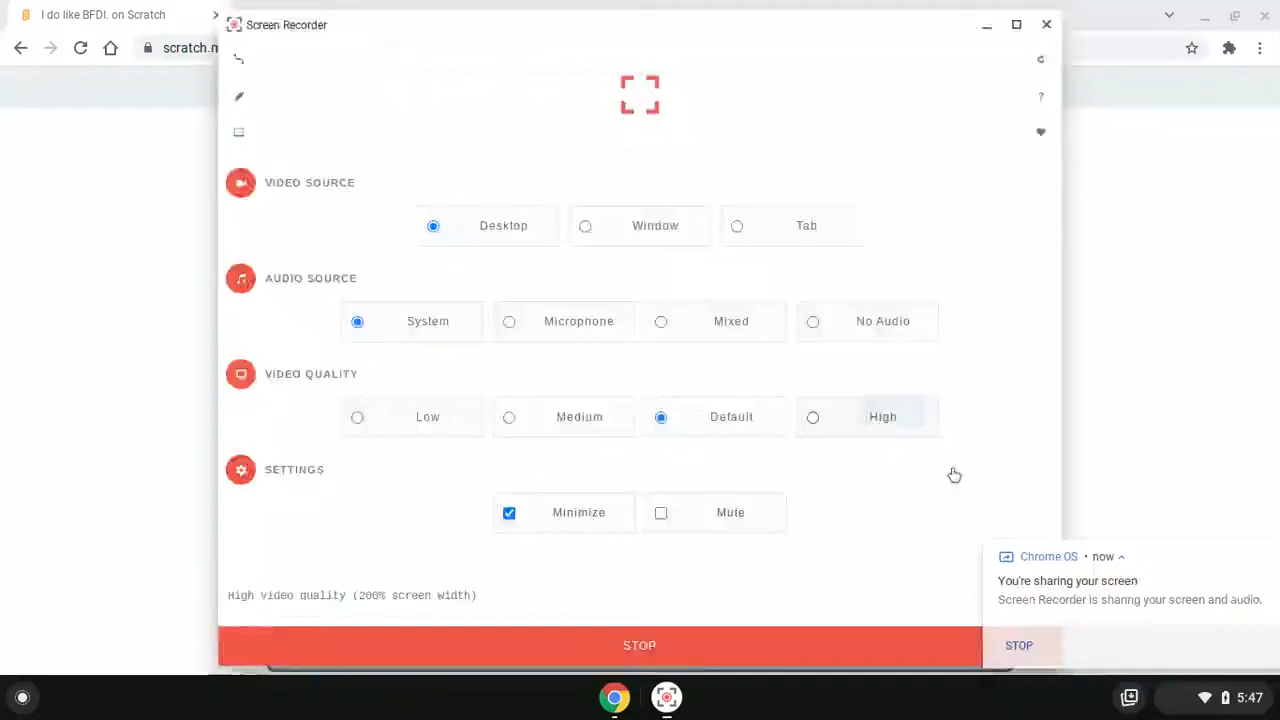 I do like BFDI. on Scratch
Screen Recorder
scratch.m
?
VIDEO SOURCE
Desktop
Window
Tab
AUDIO SOURCE
System
Microphone
Mixed
No Audio
VIDEO QUALITY
Low
Medium
Default
High
SETTINGS
Minimize
Mute
Chrome OS • now
You're sharing your screen
Screen Recorder is sharing your screen and audio.
High video quality (200% screen width)
STOP
STOP
5:47